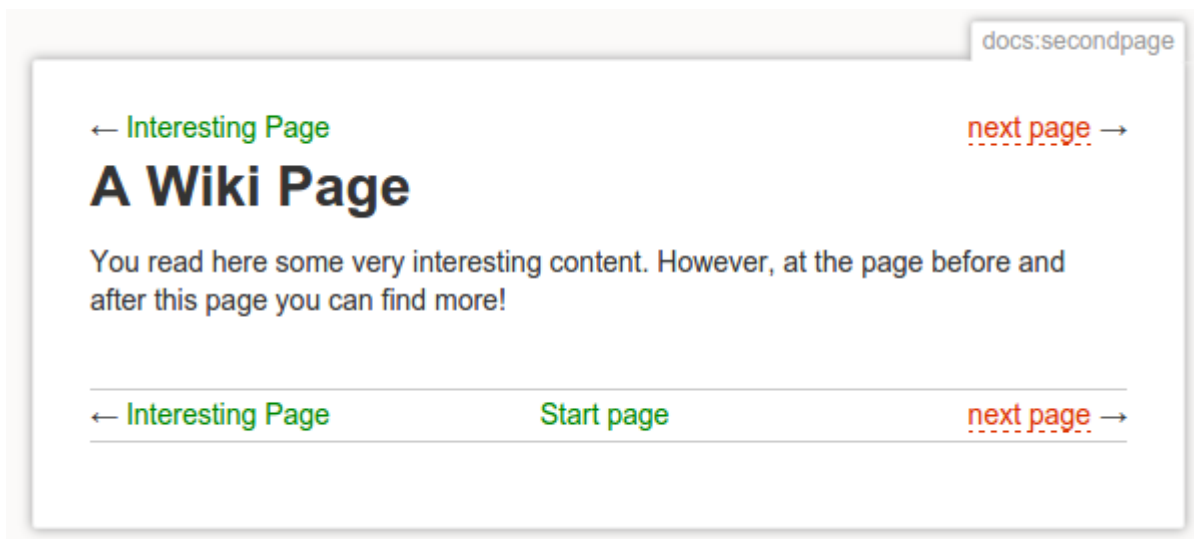 docs:secondpage
← Interesting Page next page →
A Wiki Page
You read here some very interesting content. However, at the page before and
after this page you can find more!
← Interesting Page Start page next page →